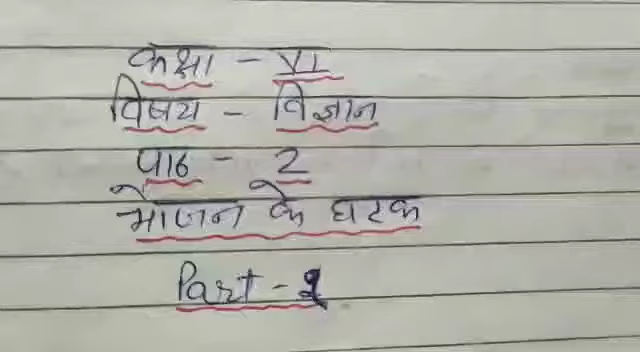 कक्षा - VI
विषय - विज्ञान
पाठ - 2
भोजन के घटक
Part -